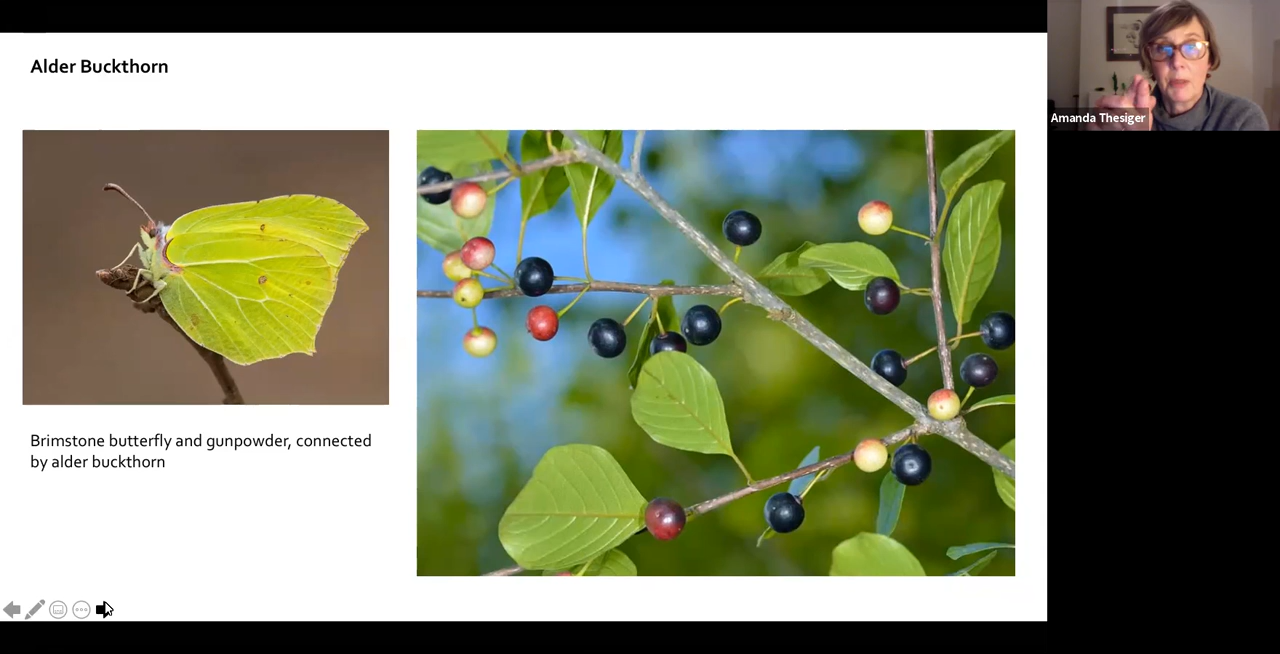 Alder Buckthorn
Amanda Thesiger
Brimstone butterfly and gunpowder, connected
by alder buckthorn